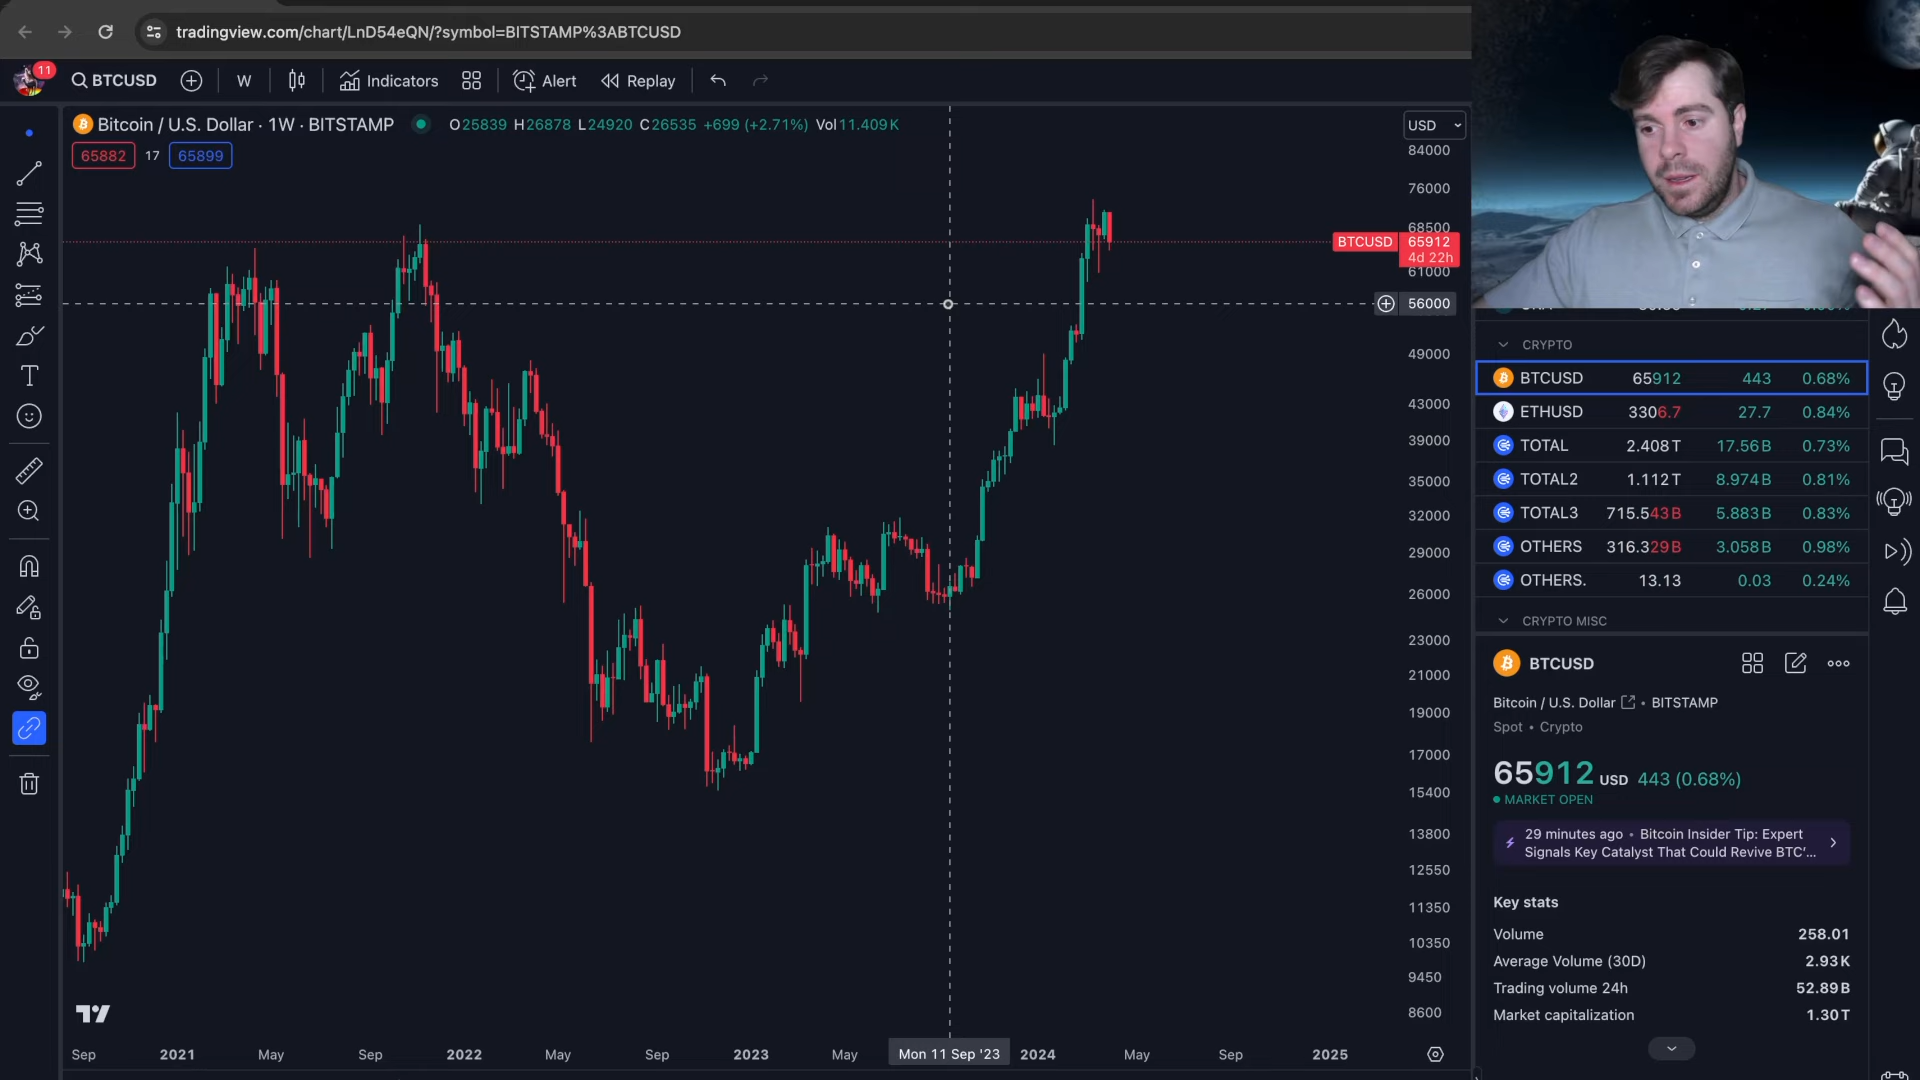 tradingview.com/chart/LnD54eQN/?symbol=BITSTAMP%3ABTCUSD
11
BTCUSD W Indicators Alert Replay
Bitcoin / U.S. Dollar · 1W · BITSTAMP O25839 H26878 L24920 C26535 +699 (+2.71%) Vol11.409K
65882 17 65899
USD
84000
76000
68500
BTCUSD 65912
4d 22h
61000
56000
49000
43000
39000
35000
32000
29000
26000
23000
21000
19000
17000
15400
13800
12550
11350
10350
9450
8600
Sep 2021 May Sep 2022 May Sep 2023 May Mon 11 Sep '23 2024 May Sep 2025
CRYPTO
BTCUSD 65912 443 0.68%
ETHUSD 3306.7 27.7 0.84%
TOTAL 2.408T 17.56B 0.73%
TOTAL2 1.112T 8.974B 0.81%
TOTAL3 715.543B 5.883B 0.83%
OTHERS 316.329B 3.058B 0.98%
OTHERS. 13.13 0.03 0.24%
CRYPTO MISC
BTCUSD
Bitcoin / U.S. Dollar • BITSTAMP
Spot • Crypto
65912 USD 443 (0.68%)
MARKET OPEN
29 minutes ago • Bitcoin Insider Tip: Expert
Signals Key Catalyst That Could Revive BTC'...
Key stats
Volume 258.01
Average Volume (30D) 2.93K
Trading volume 24h 52.89B
Market capitalization 1.30T